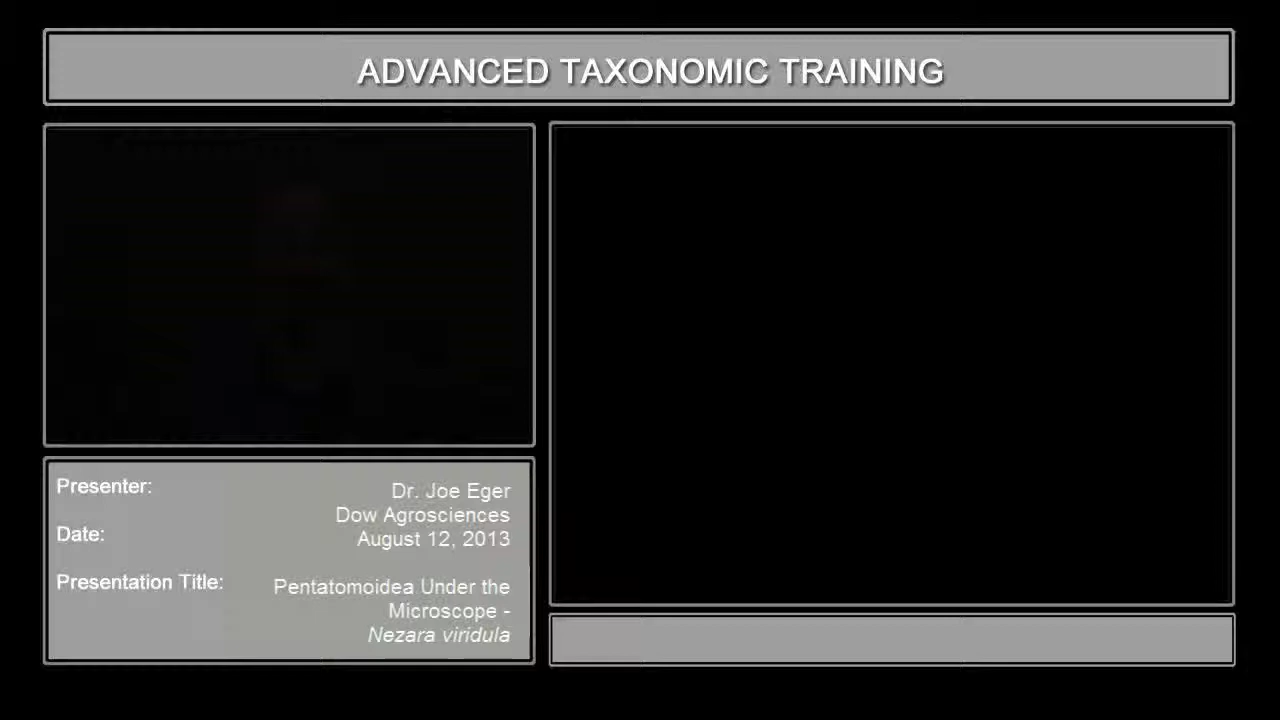 ADVANCED TAXONOMIC TRAINING
Presenter:
Dr. Joe Eger
Dow Agrosciences
Date:
August 12, 2013
Presentation Title:
Pentatomoidea Under the
Microscope -
Nezara viridula